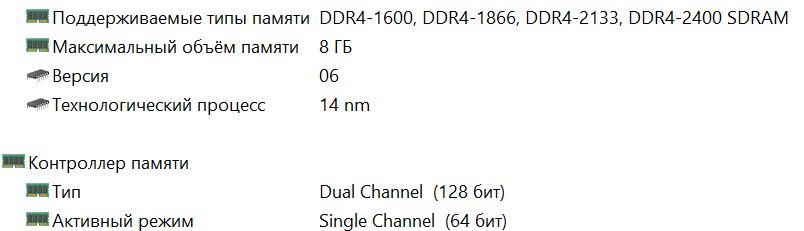 Поддерживаемые типы памяти DDR4-1600, DDR4-1866, DDR4-2133, DDR4-2400 SDRAM
Максимальный объём памяти 8 ГБ
Версия 06
Технологический процесс 14 nm
Контроллер памяти
Тип Dual Channel (128 бит)
Активный режим Single Channel (64 бит)